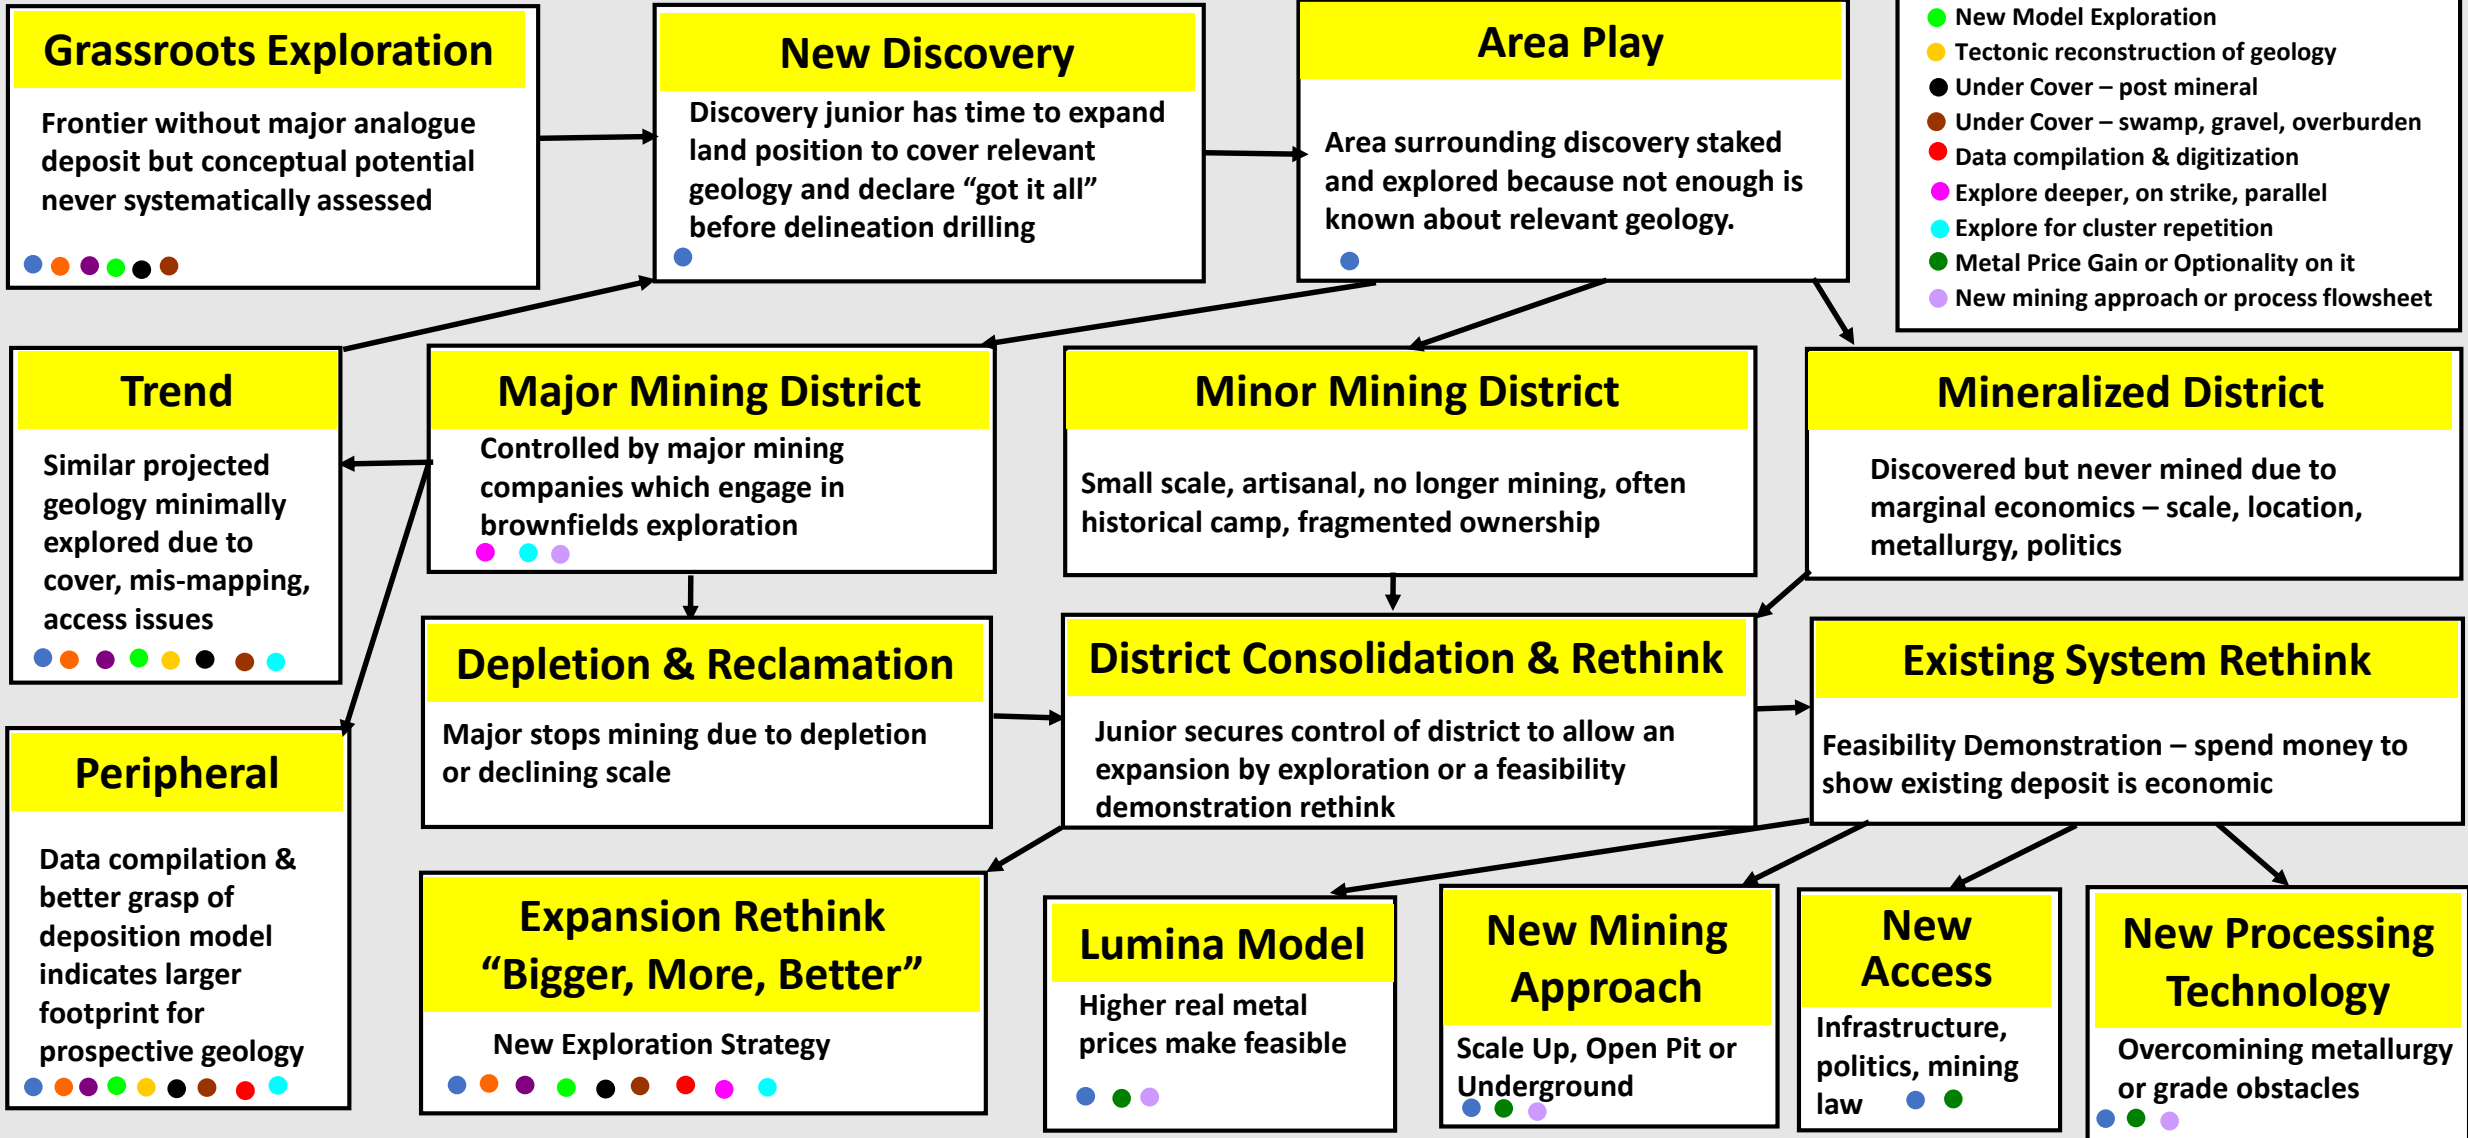 Grassroots Exploration
Frontier without major analogue
deposit but conceptual potential
never systematically assessed
New Discovery
Discovery junior has time to expand
land position to cover relevant
geology and declare “got it all”
before delineation drilling
Area Play
Area surrounding discovery staked
and explored because not enough is
known about relevant geology.
New Model Exploration
Tectonic reconstruction of geology
Under Cover – post mineral
Under Cover – swamp, gravel, overburden
Data compilation & digitization
Explore deeper, on strike, parallel
Explore for cluster repetition
Metal Price Gain or Optionality on it
New mining approach or process flowsheet
Trend
Similar projected
geology minimally
explored due to
cover, mis-mapping,
access issues
Major Mining District
Controlled by major mining
companies which engage in
brownfields exploration
Minor Mining District
Small scale, artisanal, no longer mining, often
historical camp, fragmented ownership
Mineralized District
Discovered but never mined due to
marginal economics – scale, location,
metallurgy, politics
Depletion & Reclamation
Major stops mining due to depletion
or declining scale
District Consolidation & Rethink
Junior secures control of district to allow an
expansion by exploration or a feasibility
demonstration rethink
Existing System Rethink
Feasibility Demonstration – spend money to
show existing deposit is economic
Peripheral
Data compilation &
better grasp of
deposition model
indicates larger
footprint for
prospective geology
Expansion Rethink
“Bigger, More, Better”
New Exploration Strategy
Lumina Model
Higher real metal
prices make feasible
New Mining
Approach
Scale Up, Open Pit or
Underground
New
Access
Infrastructure,
politics, mining
law
New Processing
Technology
Overcomining metallurgy
or grade obstacles